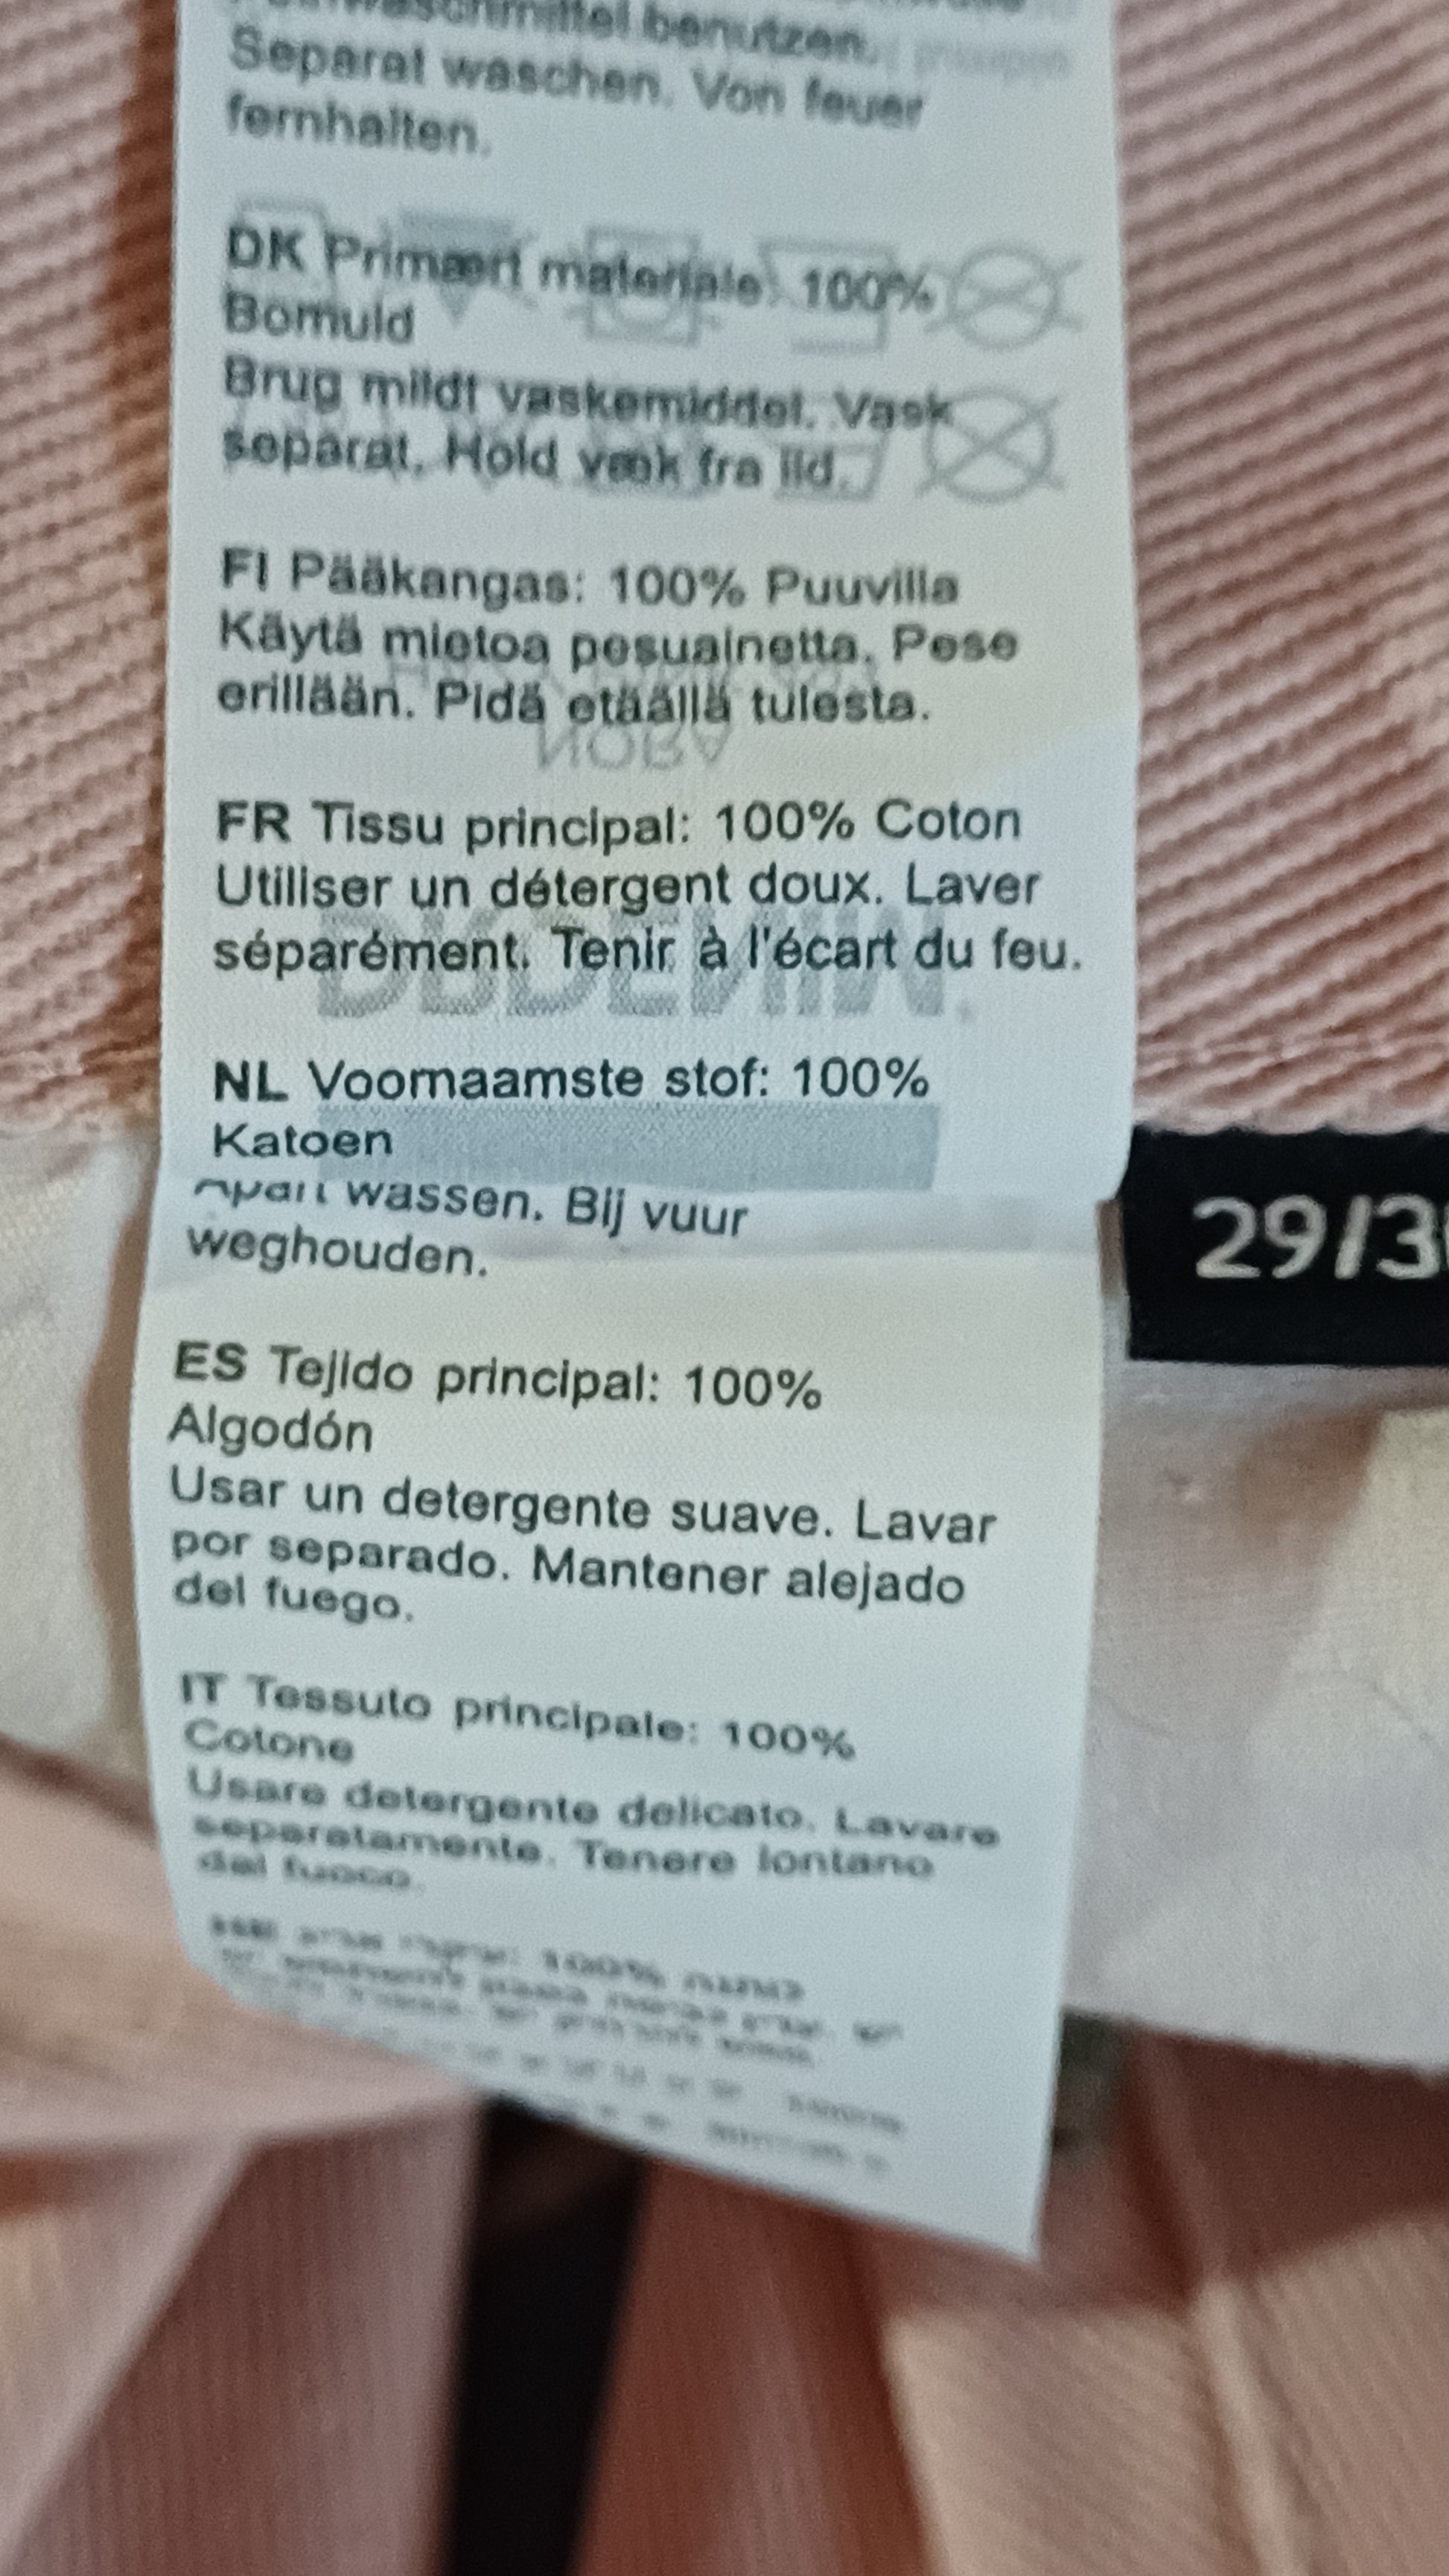 benutzen.
Separat waschen. Von feuer
fernhalten.
DK Primært materiale: 100%
Bomuld
Brug mildt vaskemiddel. Vask
separat. Hold væk fra ild.
FI Pääkangas: 100% Puuvilla
Käytä mietoa pesuainetta. Pese
erillään. Pidä etäällä tulesta.
FR Tissu principal: 100% Coton
Utiliser un détergent doux. Laver
séparément. Tenir à l'écart du feu.
NL Voornaamste stof: 100%
Katoen
Apart wassen. Bij vuur
weghouden.
29/3
ES Tejido principal: 100%
Algodón
Usar un detergente suave. Lavar
por separado. Mantener alejado
del fuego.
IT Tessuto principale: 100%
Cotone
Usare detergente delicato. Lavare
separatamente. Tenere lontano
dal fuoco.